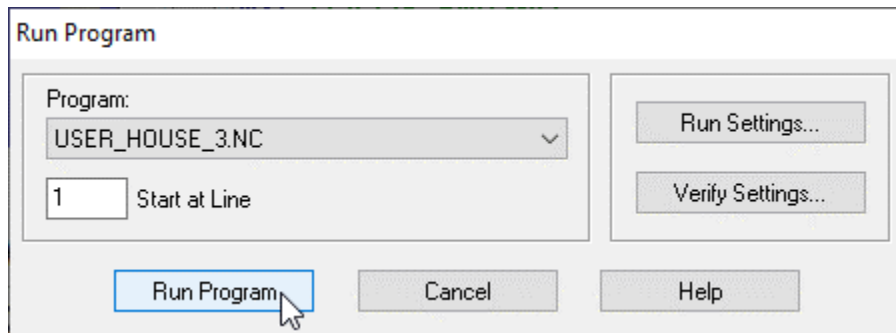 Run Program
Program:
USER_HOUSE_3.NC
1 Start at Line
Run Settings...
Verify Settings...
Run Program
Cancel
Help